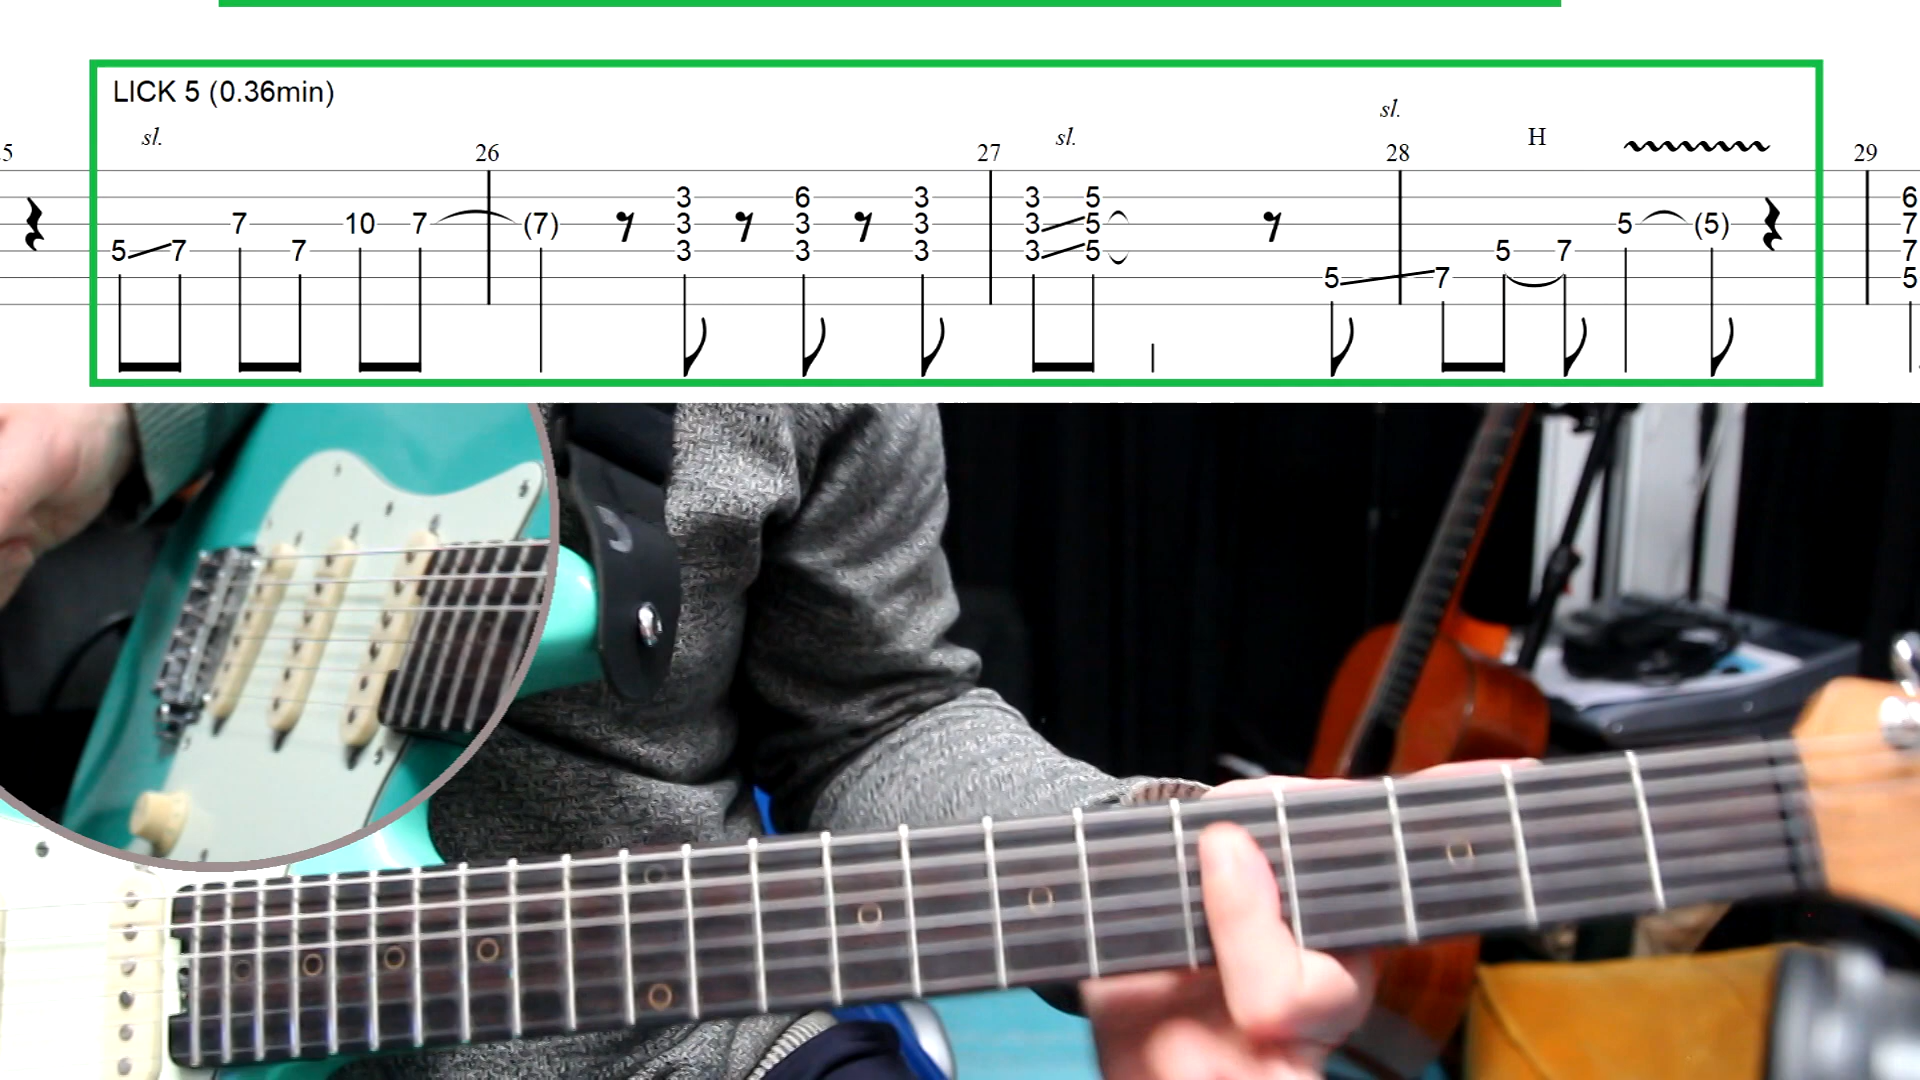 LICK 5 (0.36min)
sl.
sl.
sl. H
5 26 27 28 29
3 6 3 3 5 6
7 10 7 (7) 3 3 3 3 5 5 (5) 7
5 7 7 3 3 3 3 5 5 7 7
5 7 5